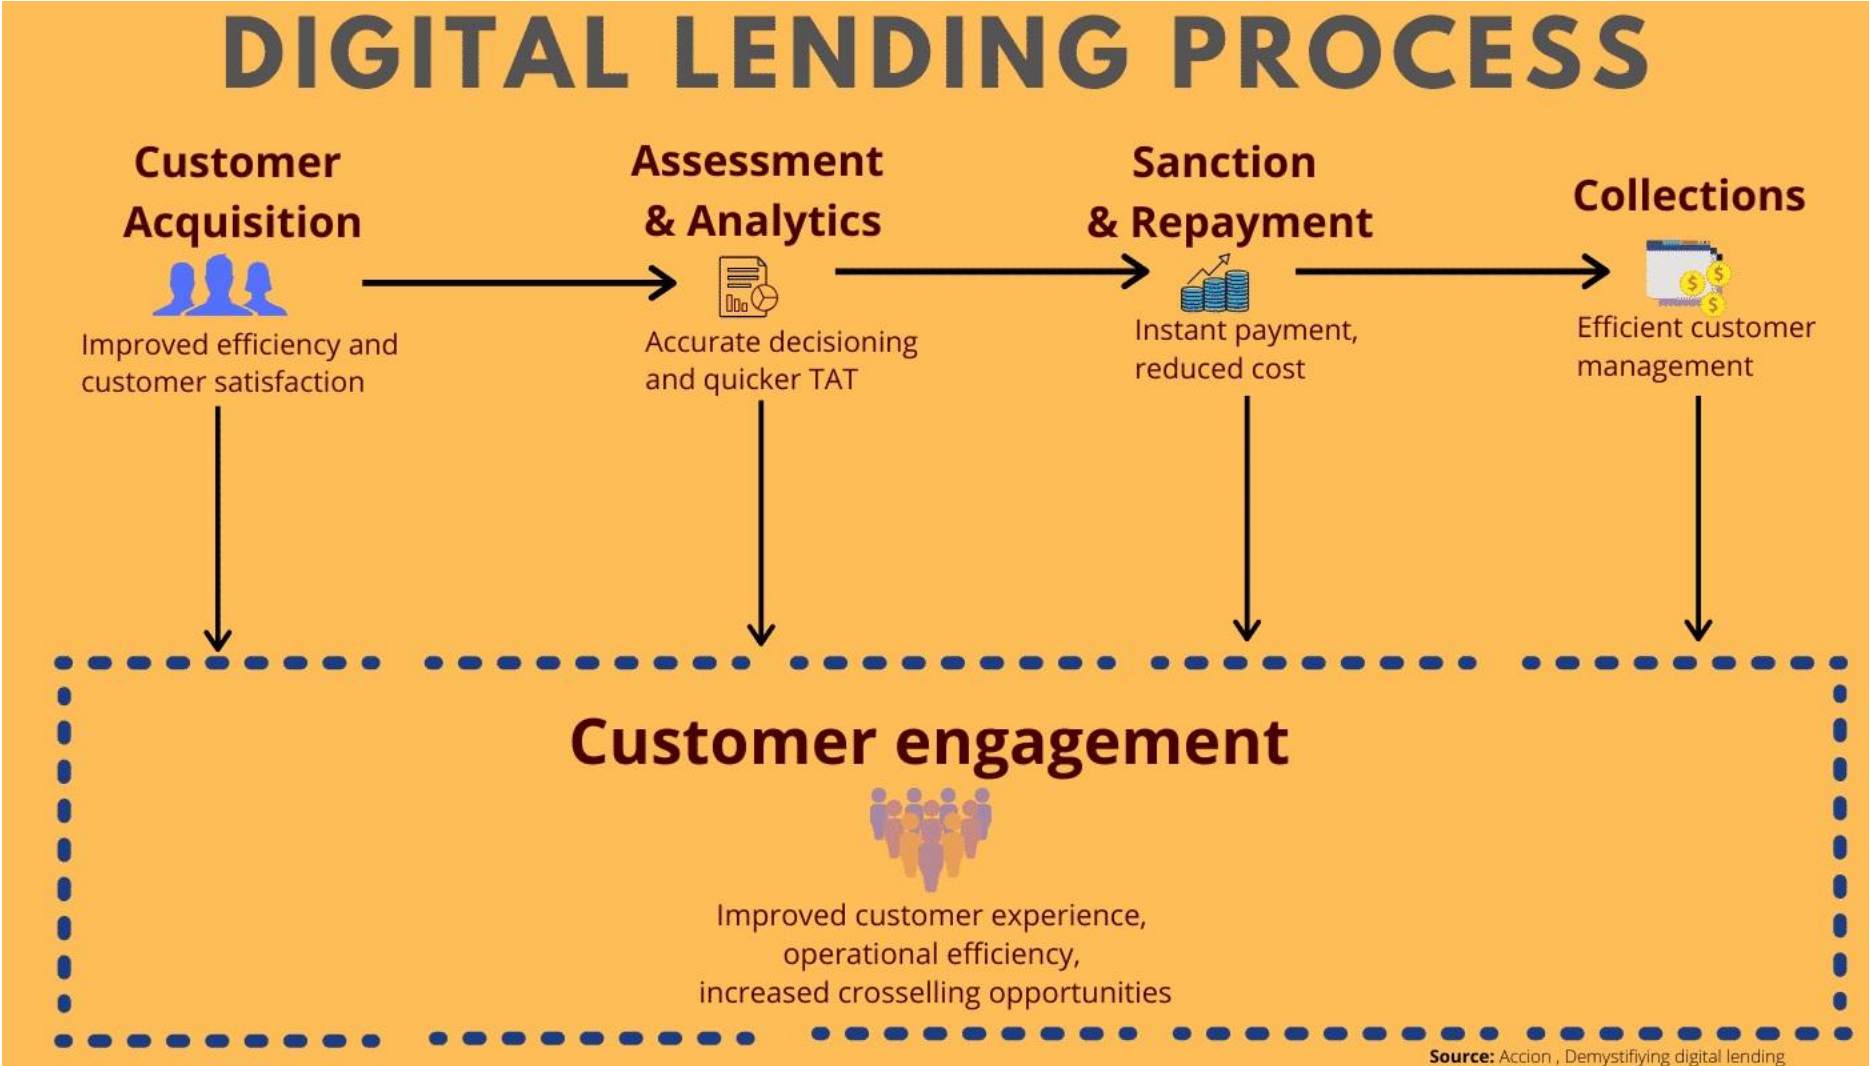 DIGITAL LENDING PROCESS
Customer
Acquisition
Improved efficiency and
customer satisfaction
Assessment
& Analytics
Accurate decisioning
and quicker TAT
Sanction
& Repayment
Instant payment,
reduced cost
Collections
Efficient customer
management
Customer engagement
Improved customer experience,
operational efficiency,
increased crosselling opportunities
Source: Accion , Demystifiying digital lending